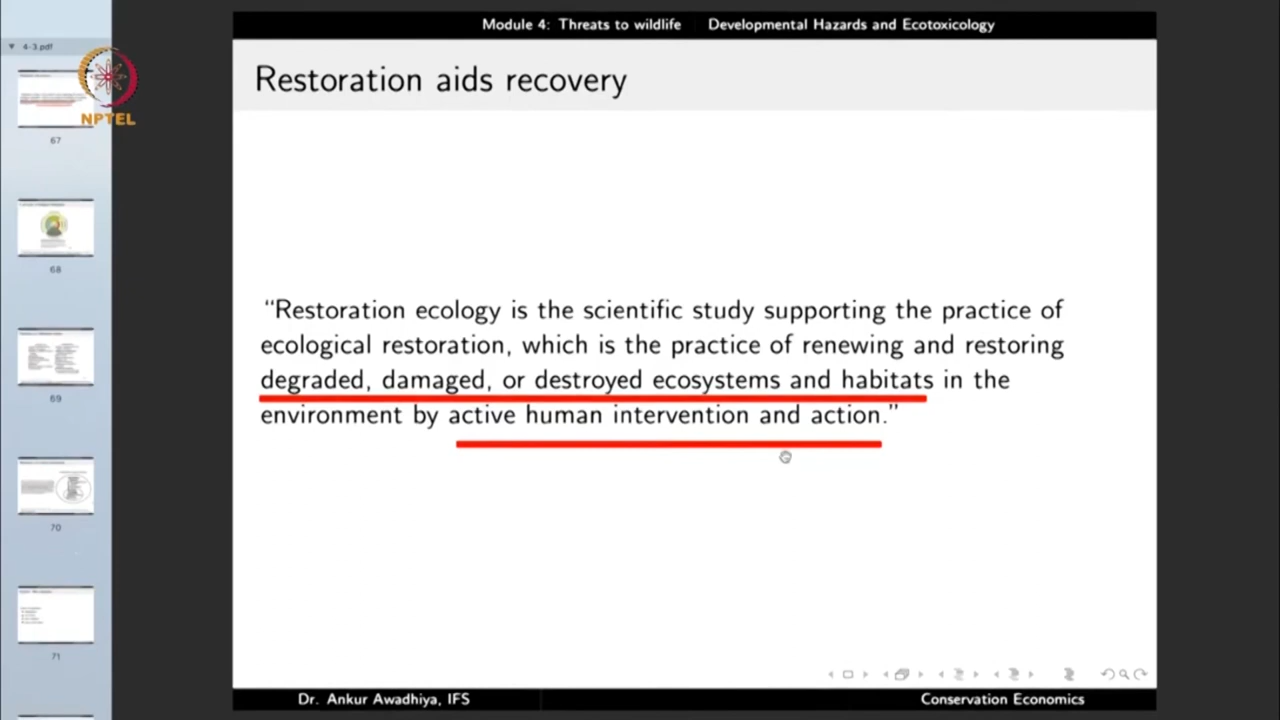 Module 4: Threats to wildlife Developmental Hazards and Ecotoxicology
4-3.pdf
NPTEL
Restoration aids recovery
67
68
69
70
71
“Restoration ecology is the scientific study supporting the practice of
ecological restoration, which is the practice of renewing and restoring
degraded, damaged, or destroyed ecosystems and habitats in the
environment by active human intervention and action.”
Dr. Ankur Awadhiya, IFS Conservation Economics